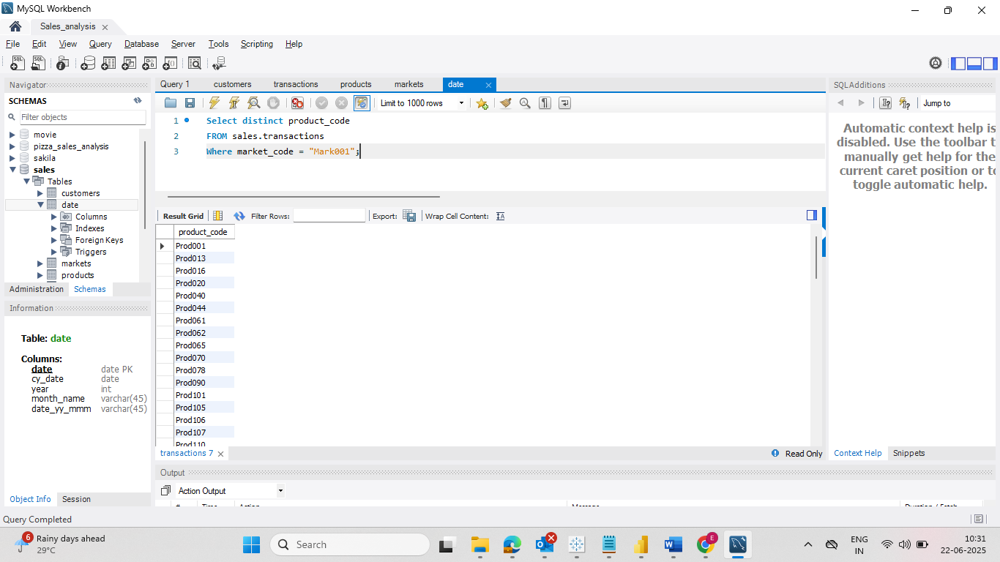 MySQL Workbench
Sales_analysis
File Edit View Query Database Server Tools Scripting Help
Navigator
SCHEMAS
Filter objects
movie
pizza_sales_analysis
sakila
sales
Tables
customers
date
Columns
Indexes
Foreign Keys
Triggers
markets
products
Administration Schemas
Information
Table: date
Columns:
date date PK
cy_date date
year int
month_name varchar(45)
date_yy_mmm varchar(45)
Object Info Session
Query 1 customers transactions products markets date
Limit to 1000 rows
1 Select distinct product_code
2 FROM sales.transactions
3 Where market_code = "Mark001";
Result Grid Filter Rows: Export: Wrap Cell Content:
product_code
Prod001
Prod013
Prod016
Prod020
Prod040
Prod044
Prod061
Prod062
Prod065
Prod070
Prod078
Prod090
Prod101
Prod105
Prod106
Prod107
Prod110
transactions 7
Read Only
Output
Action Output
# Time Action Message Duration / Fetch
SQLAdditions
Jump to
Automatic context help is
disabled. Use the toolbar t
manually get help for the
current caret position or to
toggle automatic help.
Context Help Snippets
Query Completed
6
Rainy days ahead
29°C
Search
E
ENG
IN
10:31
22-06-2025